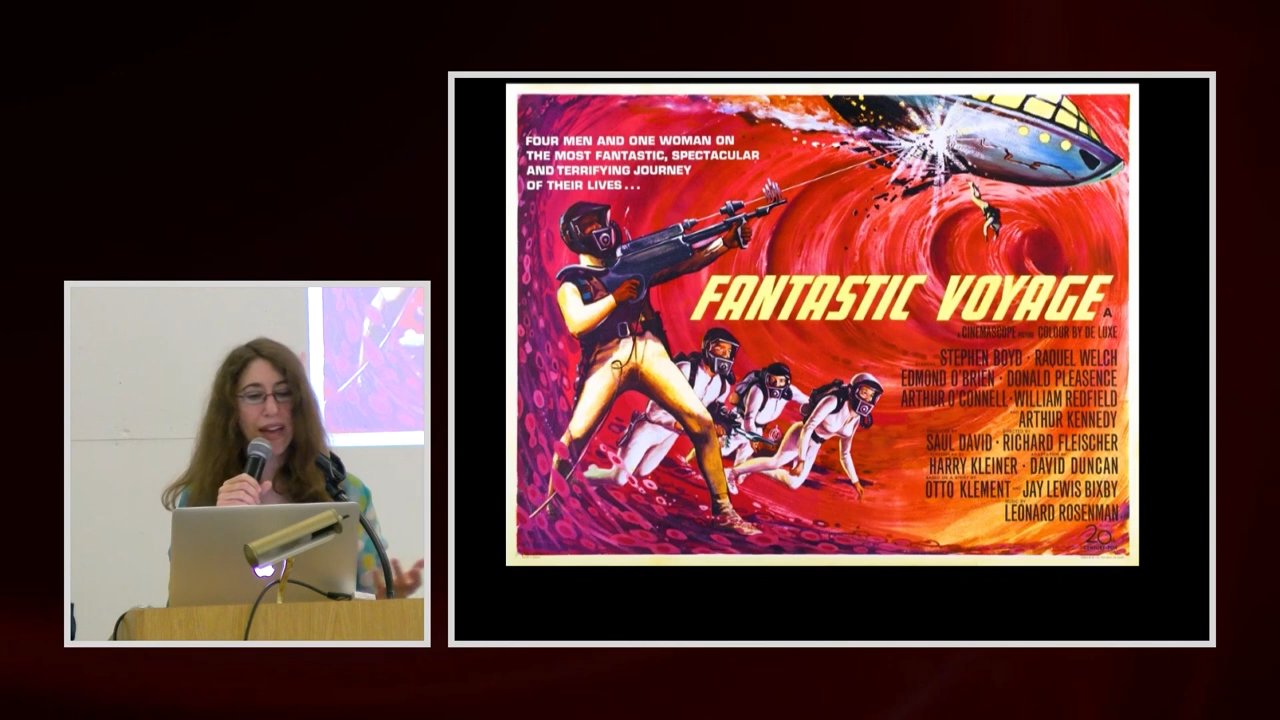 FOUR MEN AND ONE WOMAN ON
THE MOST FANTASTIC, SPECTACULAR
AND TERRIFYING JOURNEY
OF THEIR LIVES...
FANTASTIC VOYAGE
A
CINEMASCOPE COLOUR BY DE LUXE
STEPHEN BOYD · RAQUEL WELCH
EDMOND O'BRIEN · DONALD PLEASENCE
ARTHUR O'CONNELL · WILLIAM REDFIELD
ARTHUR KENNEDY
SAUL DAVID · RICHARD FLEISCHER
HARRY KLEINER · DAVID DUNCAN
OTTO KLEMENT – JAY LEWIS BIXBY
LEONARD ROSENMAN
20